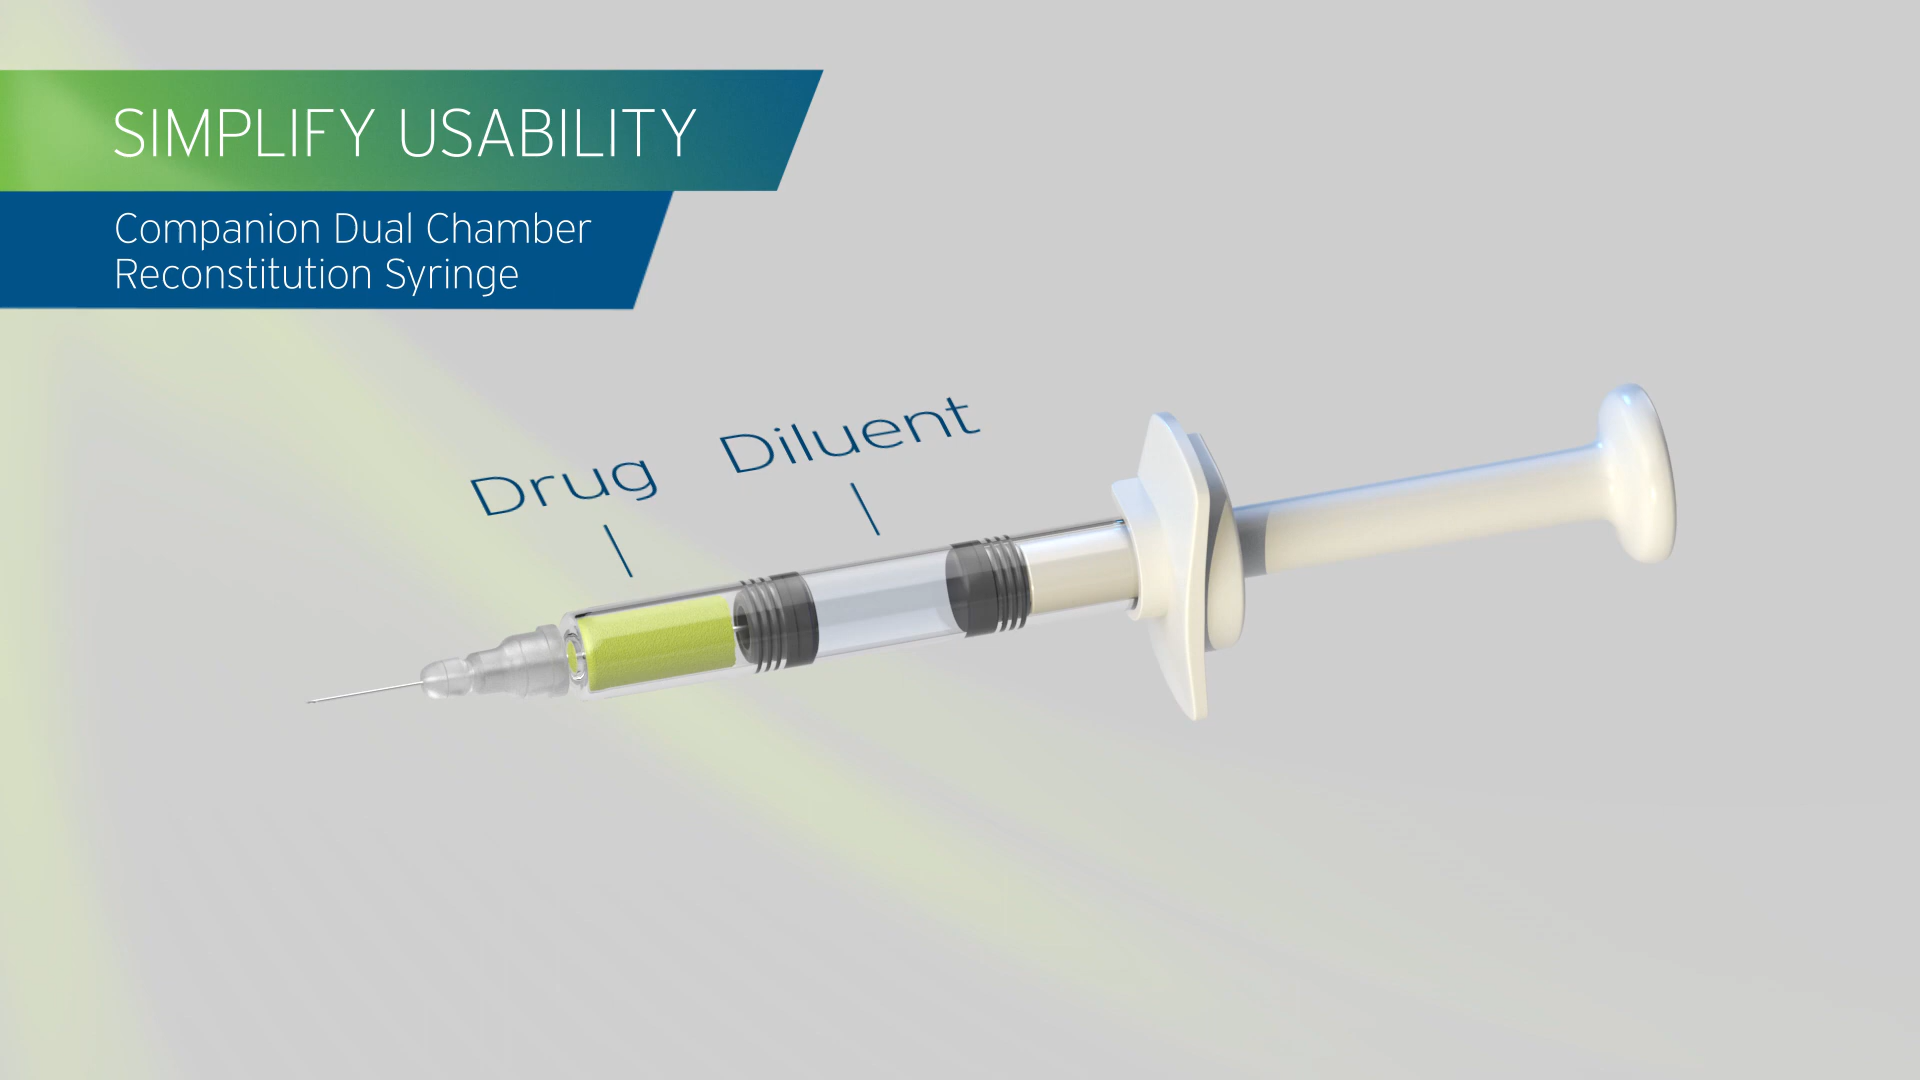 SIMPLIFY USABILITY
Companion Dual Chamber
Reconstitution Syringe
Drug
Diluent